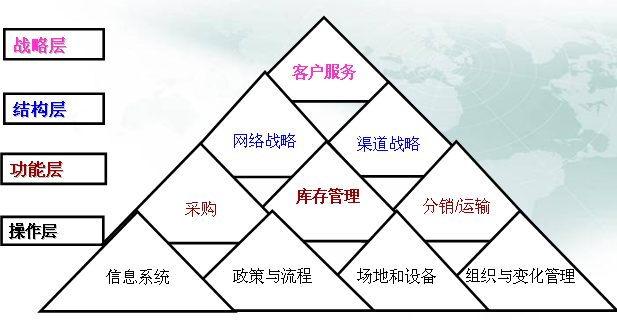 战略层
客户服务
结构层
网络战略
渠道战略
功能层
采购
库存管理
分销/运输
操作层
信息系统
政策与流程
场地和设备
组织与变化管理